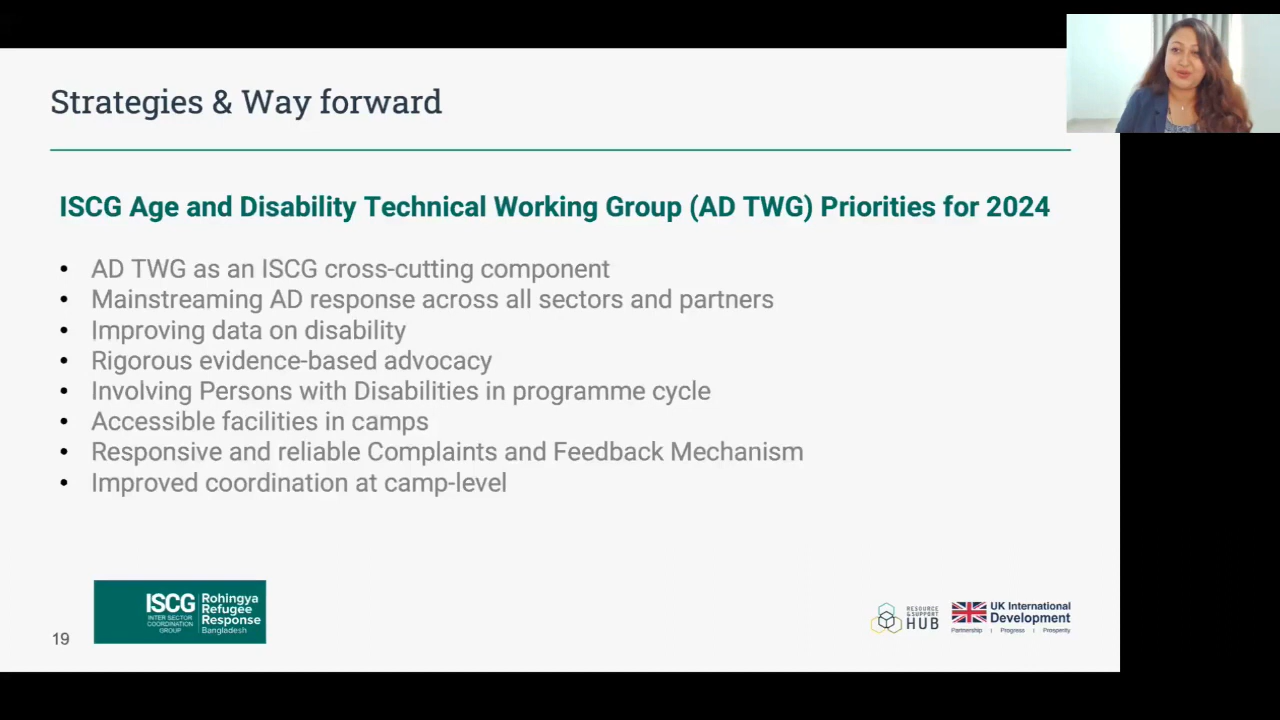 Strategies & Way forward
ISCG Age and Disability Technical Working Group (AD TWG) Priorities for 2024
• AD TWG as an ISCG cross-cutting component
• Mainstreaming AD response across all sectors and partners
• Improving data on disability
• Rigorous evidence-based advocacy
• Involving Persons with Disabilities in programme cycle
• Accessible facilities in camps
• Responsive and reliable Complaints and Feedback Mechanism
• Improved coordination at camp-level
19
ISCG
INTER SECTOR
COORDINATION
GROUP
Rohingya
Refugee
Response
Bangladesh
RESOURCE
& SUPPORT
HUB
UK International
Development
Partnership | Progress | Prosperity